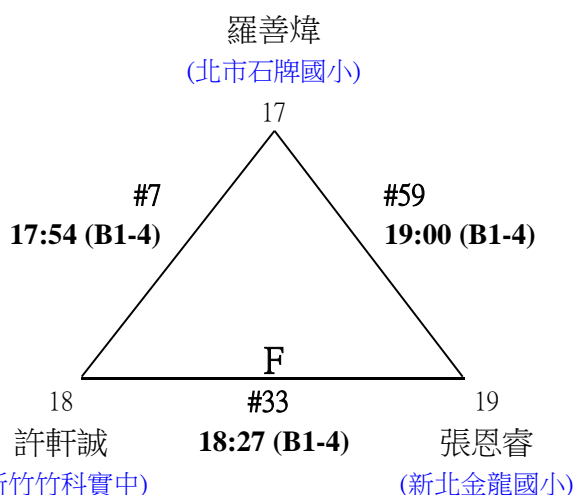 羅善煒
(北市石牌國小)
17
#7
17:54 (B1-4)
#59
19:00 (B1-4)
F
18
#33
19
許軒誠
18:27 (B1-4)
張恩睿
新竹竹科實中)
(新北金龍國小)